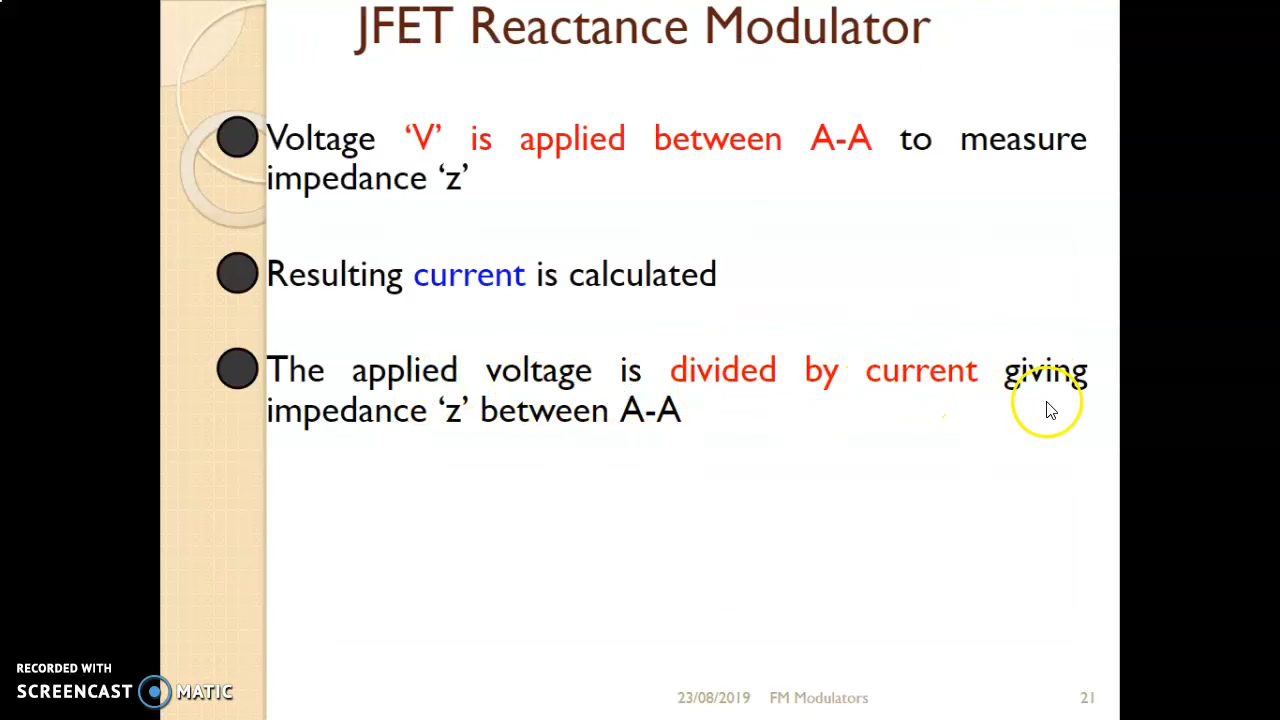 JFET Reactance Modulator
Voltage ‘V’ is applied between A-A to measure
impedance ‘z’
Resulting current is calculated
The applied voltage is divided by current giving
impedance ‘z’ between A-A
RECORDED WITH
SCREENCAST MATIC
23/08/2019 FM Modulators 21